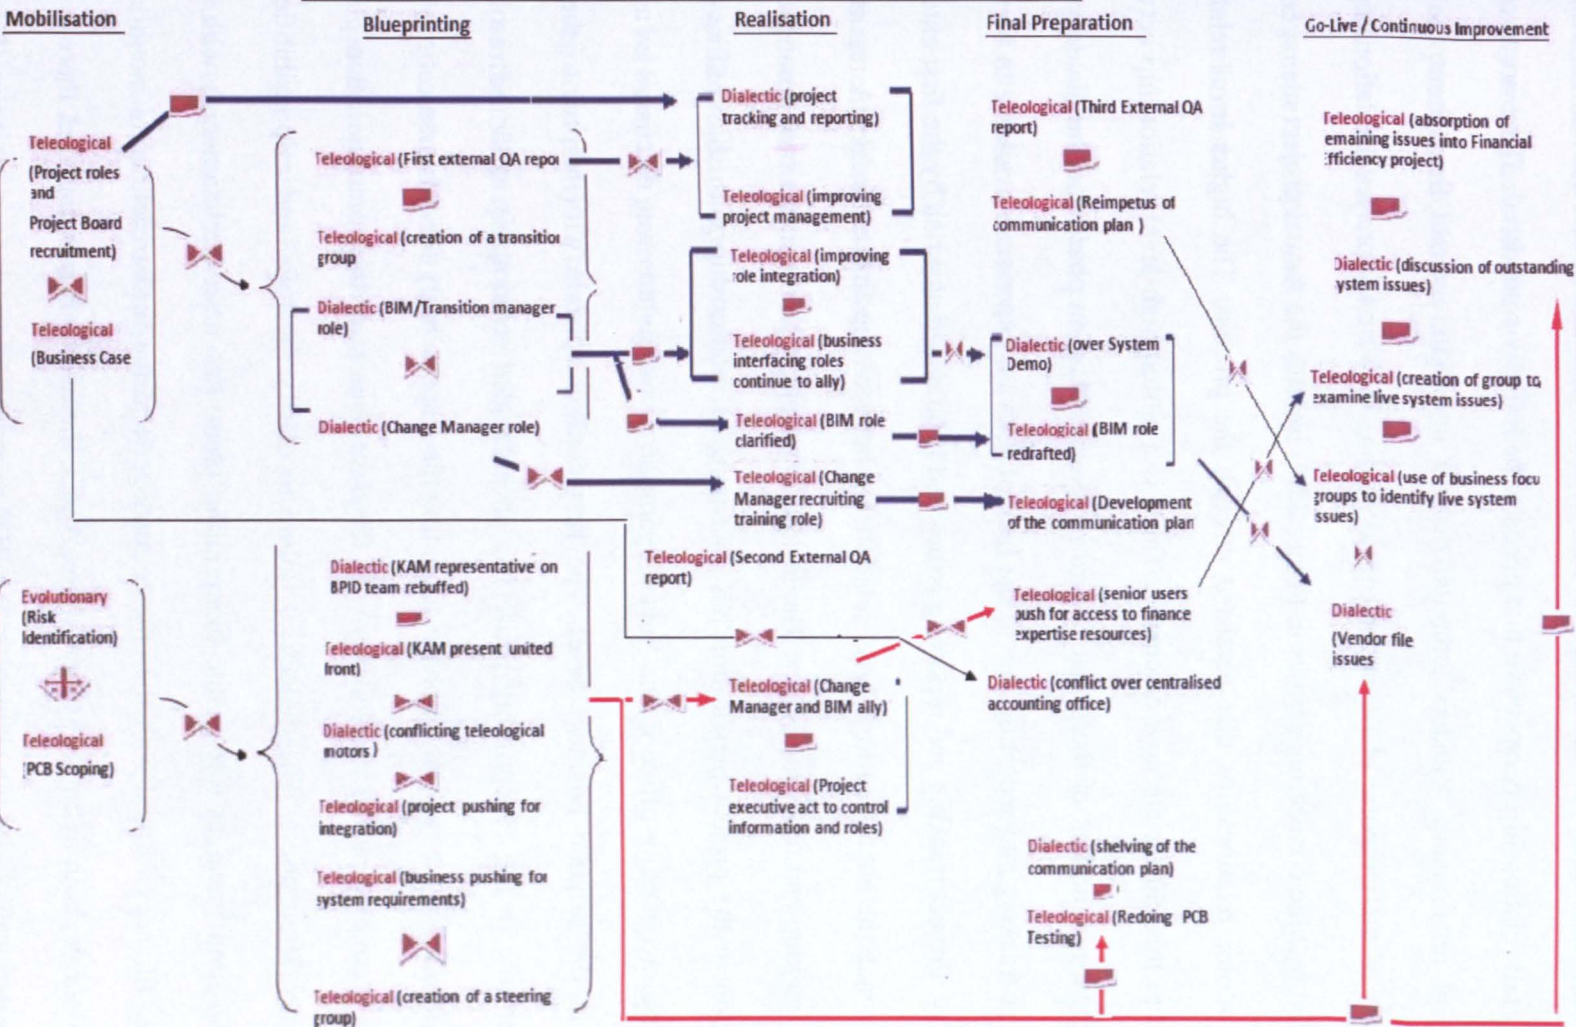 Mobilisation
Blueprinting
Realisation
Final Preparation
Go-Live / Continuous Improvement
Teleological
(Project roles
and
Project Board
recruitment)
Teleological
(Business Case
Evolutionary
(Risk
Identification)
Teleological
(PCB Scoping)
Teleological (First external QA repor
Teleological (creation of a transition
group
Dialectic (BIM/Transition manager
role)
Dialectic (Change Manager role)
Dialectic (KAM representative on
BPID team rebuffed)
Teleological (KAM present united
front)
Dialectic (conflicting teleological
motors)
Teleological (project pushing for
integration)
Teleological (business pushing for
system requirements)
Teleological (creation of a steering
group)
Dialectic (project
tracking and reporting)
Teleological (improving
project management)
Teleological (improving
role integration)
Teleological (business
interfacing roles
continue to ally)
Teleological (BIM role
clarified)
Teleological (Change
Manager recruiting
training role)
Teleological (Second External QA
report)
Teleological (Change
Manager and BIM ally)
Teleological (Project
executive act to control
information and roles)
Teleological (Third External QA
report)
Teleological (Reimpetus of
communication plan )
Dialectic (over System
Demo)
Teleological (BIM role
redrafted)
Teleological (Development
of the communication plan
Teleological (senior users
push for access to finance
expertise resources)
Dialectic (conflict over centralised
accounting office)
Dialectic (shelving of the
communication plan)
Teleological (Redoing PCB
Testing)
Teleological (absorption of
emaining issues into Financial
Efficiency project)
Dialectic (discussion of outstanding
system issues)
Teleological (creation of group to
examine live system issues)
Teleological (use of business focu
groups to identify live system
issues)
Dialectic
(Vendor file
issues